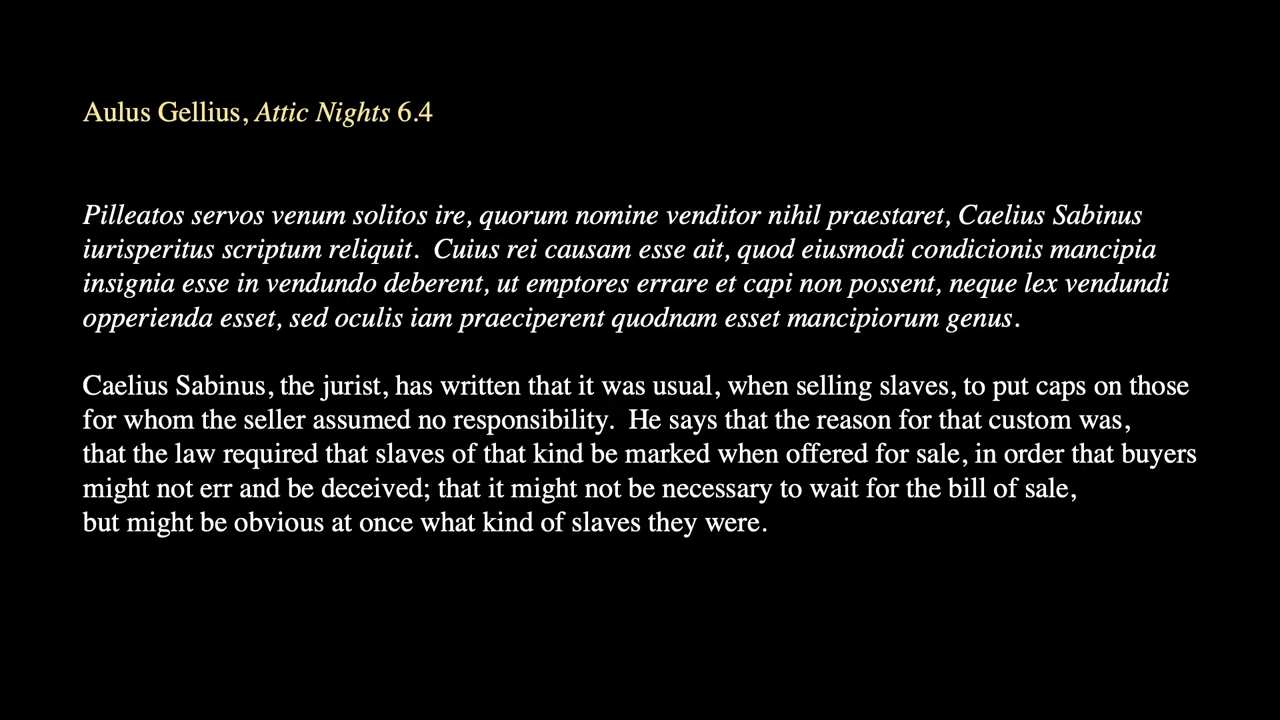 Aulus Gellius, Attic Nights 6.4
Pilleatos servos venum solitos ire, quorum nomine venditor nihil praestaret, Caelius Sabinus
iurisperitus scriptum reliquit. Cuius rei causam esse ait, quod eiusmodi condicionis mancipia
insignia esse in vendundo deberent, ut emptores errare et capi non possent, neque lex vendundi
opperienda esset, sed oculis iam praeciperent quodnam esset mancipiorum genus.
Caelius Sabinus, the jurist, has written that it was usual, when selling slaves, to put caps on those
for whom the seller assumed no responsibility. He says that the reason for that custom was,
that the law required that slaves of that kind be marked when offered for sale, in order that buyers
might not err and be deceived; that it might not be necessary to wait for the bill of sale,
but might be obvious at once what kind of slaves they were.